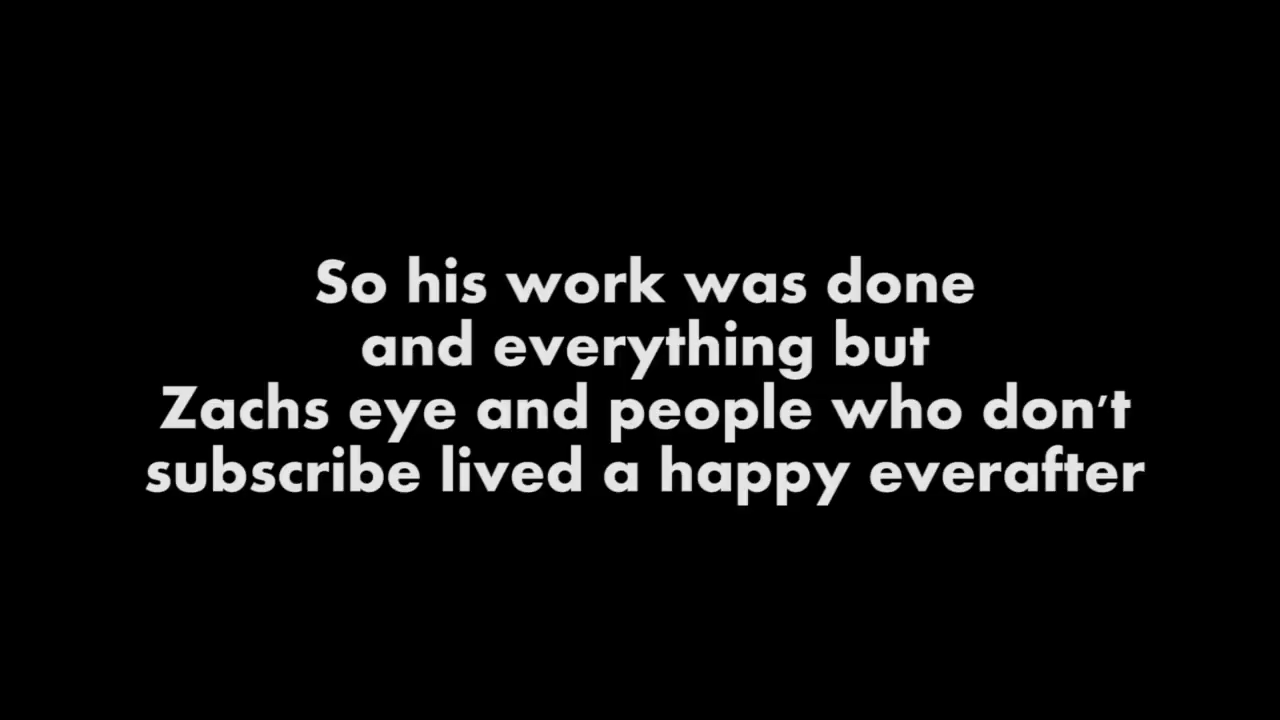 So his work was done
and everything but
Zachs eye and people who don't
subscribe lived a happy everafter